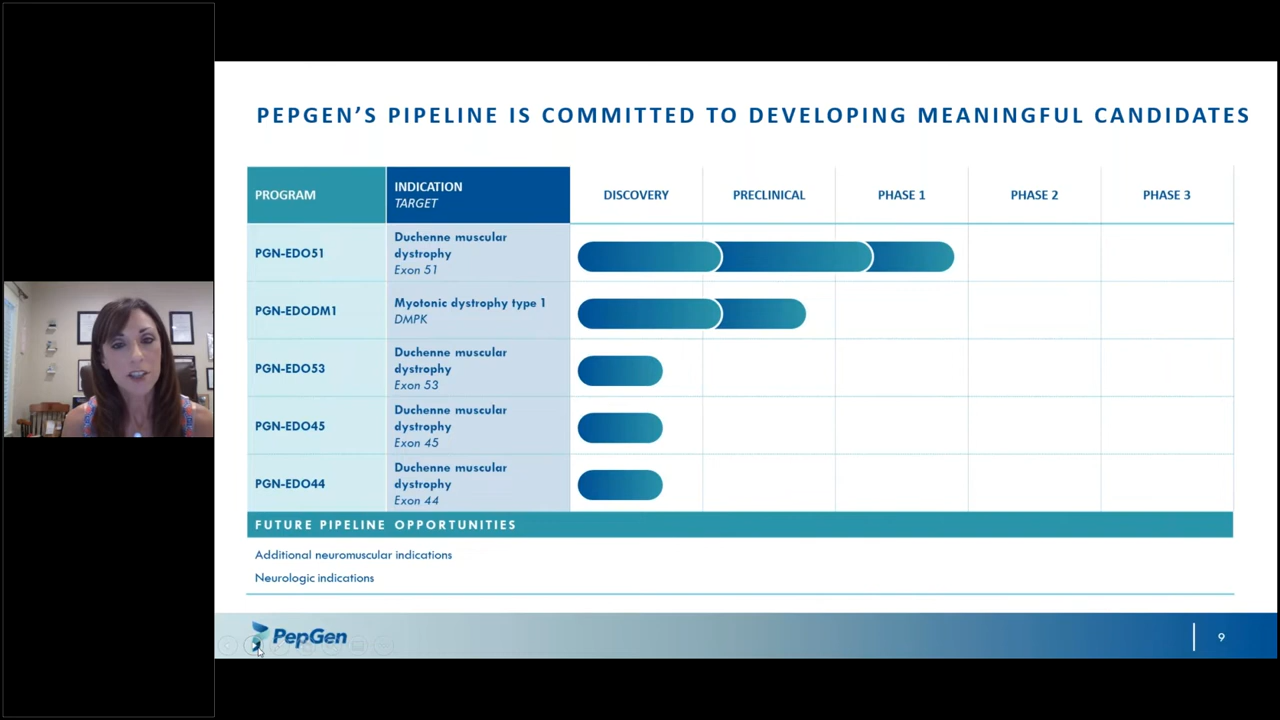 PEPGEN'S PIPELINE IS COMMITTED TO DEVELOPING MEANINGFUL CANDIDATES
PROGRAM
INDICATION
TARGET
DISCOVERY
PRECLINICAL
PHASE 1
PHASE 2
PHASE 3
PGN-EDO51
Duchenne muscular
dystrophy
Exon 51
PGN-EDODM1
Myotonic dystrophy type 1
DMPK
PGN-EDO53
Duchenne muscular
dystrophy
Exon 53
PGN-EDO45
Duchenne muscular
dystrophy
Exon 45
PGN-EDO44
Duchenne muscular
dystrophy
Exon 44
FUTURE PIPELINE OPPORTUNITIES
Additional neuromuscular indications
Neurologic indications
PepGen
9